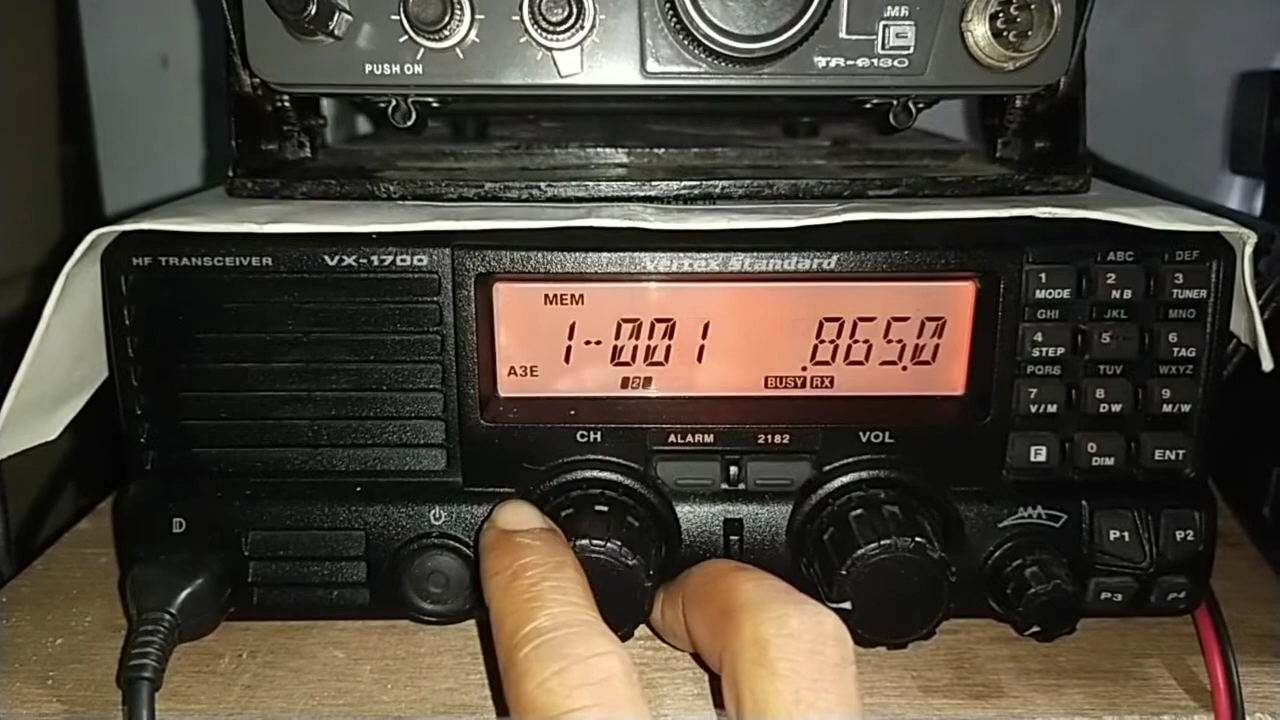 PUSH ON
MR
TR-9130
HF TRANSCEIVER
VX-1700
Vertex Standard
MEM
1-001
.865.0
A3E
2
BUSY RX
CH
ALARM
2182
VOL
ABC
DEF
1 MODE
2 NB
3 TUNER
GHI
JKL
MNO
4 STEP
5
6 TAG
PQRS
TUV
WXYZ
7 V/M
8 DW
9 M/W
F
0 DIM
ENT
P1
P2
P3
P4